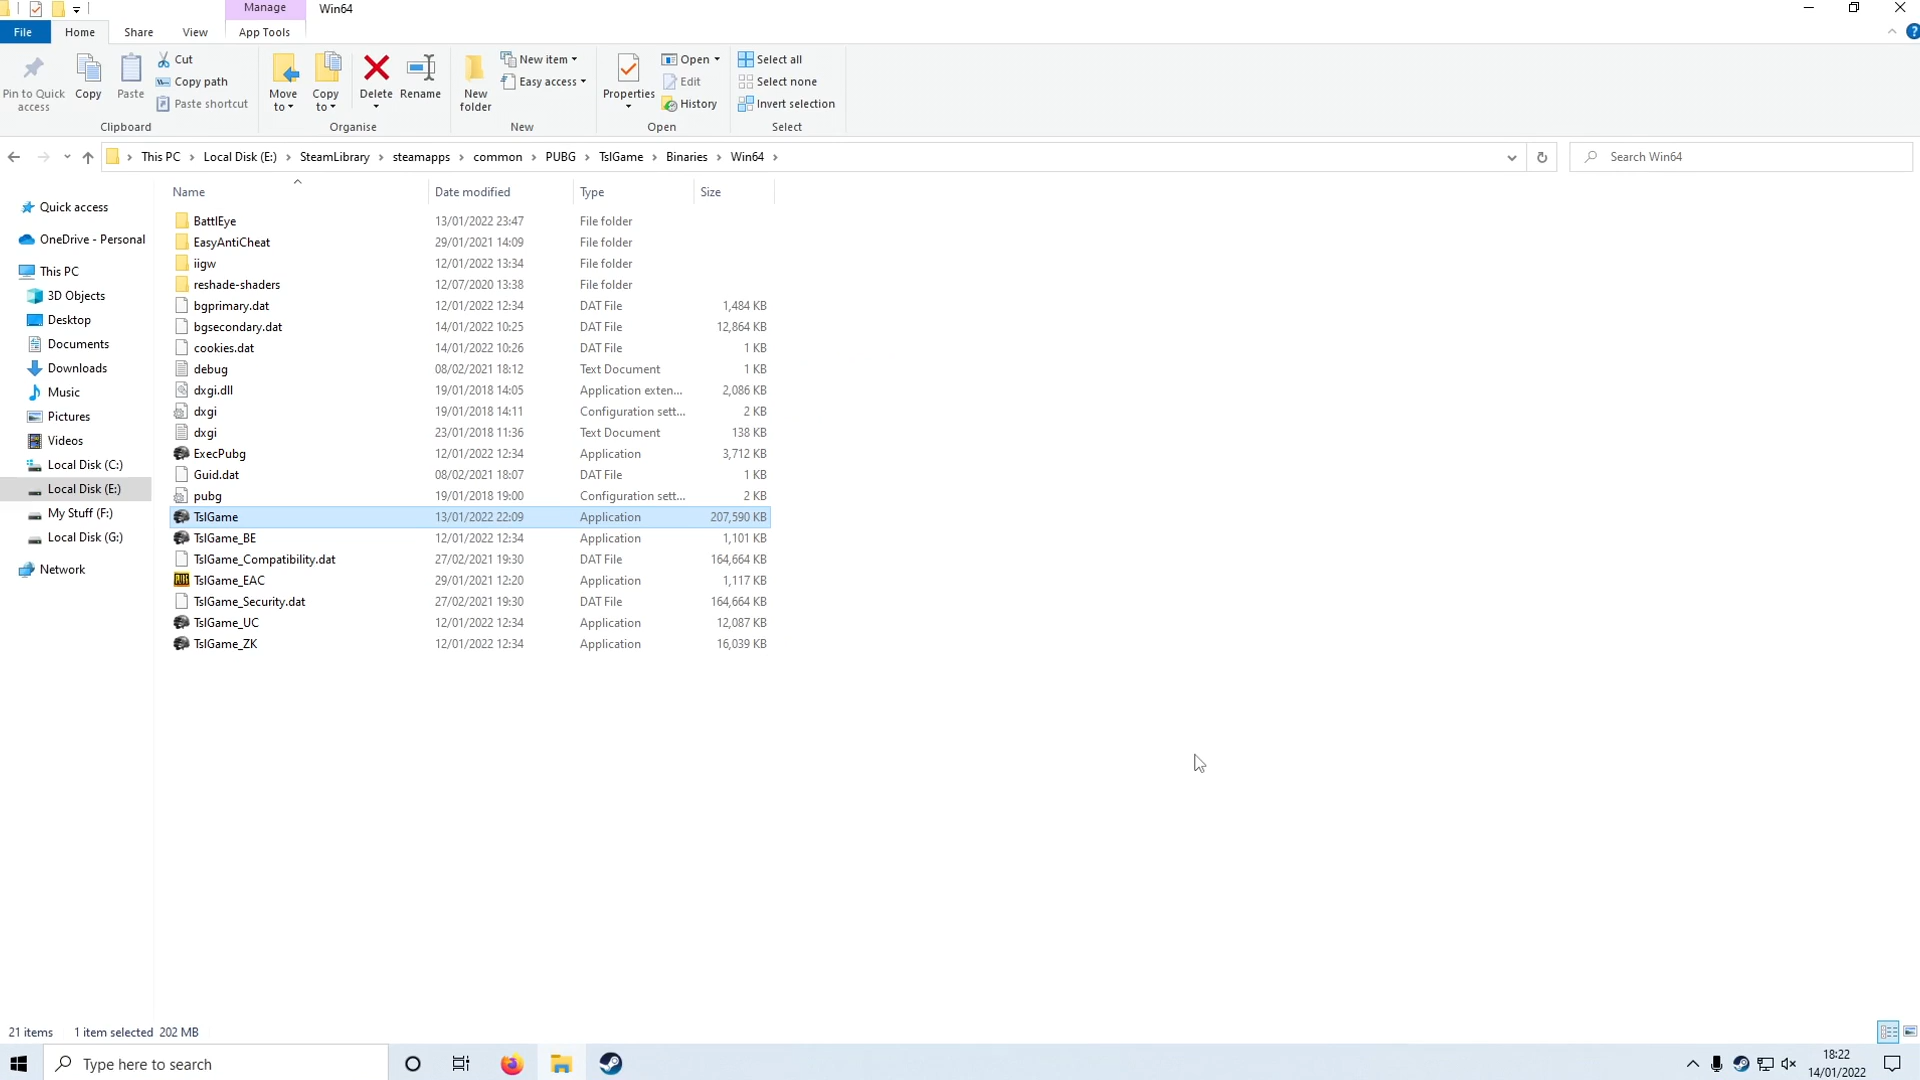 Manage
Win64
File
Home
Share
View
App Tools
Pin to Quick access
Copy
Paste
Cut
Copy path
Paste shortcut
Clipboard
Move to
Copy to
Delete
Rename
Organise
New folder
New item
Easy access
New
Properties
Open
Edit
History
Open
Select all
Select none
Invert selection
Select
This PC > Local Disk (E:) > SteamLibrary > steamapps > common > PUBG > TslGame > Binaries > Win64 >
Search Win64
Quick access
OneDrive - Personal
This PC
3D Objects
Desktop
Documents
Downloads
Music
Pictures
Videos
Local Disk (C:)
Local Disk (E:)
My Stuff (F:)
Local Disk (G:)
Network
Name Date modified Type Size
BattlEye 13/01/2022 23:47 File folder
EasyAntiCheat 29/01/2021 14:09 File folder
iigw 12/01/2022 13:34 File folder
reshade-shaders 12/07/2020 13:38 File folder
bgprimary.dat 12/01/2022 12:34 DAT File 1,484 KB
bgsecondary.dat 14/01/2022 10:25 DAT File 12,864 KB
cookies.dat 14/01/2022 10:26 DAT File 1 KB
debug 08/02/2021 18:12 Text Document 1 KB
dxgi.dll 19/01/2018 14:05 Application exten... 2,086 KB
dxgi 19/01/2018 14:11 Configuration sett... 2 KB
dxgi 23/01/2018 11:36 Text Document 138 KB
ExecPubg 12/01/2022 12:34 Application 3,712 KB
Guid.dat 08/02/2021 18:07 DAT File 1 KB
pubg 19/01/2018 19:00 Configuration sett... 2 KB
TslGame 13/01/2022 22:09 Application 207,590 KB
TslGame_BE 12/01/2022 12:34 Application 1,101 KB
TslGame_Compatibility.dat 27/02/2021 19:30 DAT File 164,664 KB
TslGame_EAC 29/01/2021 12:20 Application 1,117 KB
TslGame_Security.dat 27/02/2021 19:30 DAT File 164,664 KB
TslGame_UC 12/01/2022 12:34 Application 12,087 KB
TslGame_ZK 12/01/2022 12:34 Application 16,039 KB
21 items 1 item selected 202 MB
Type here to search
18:22
14/01/2022